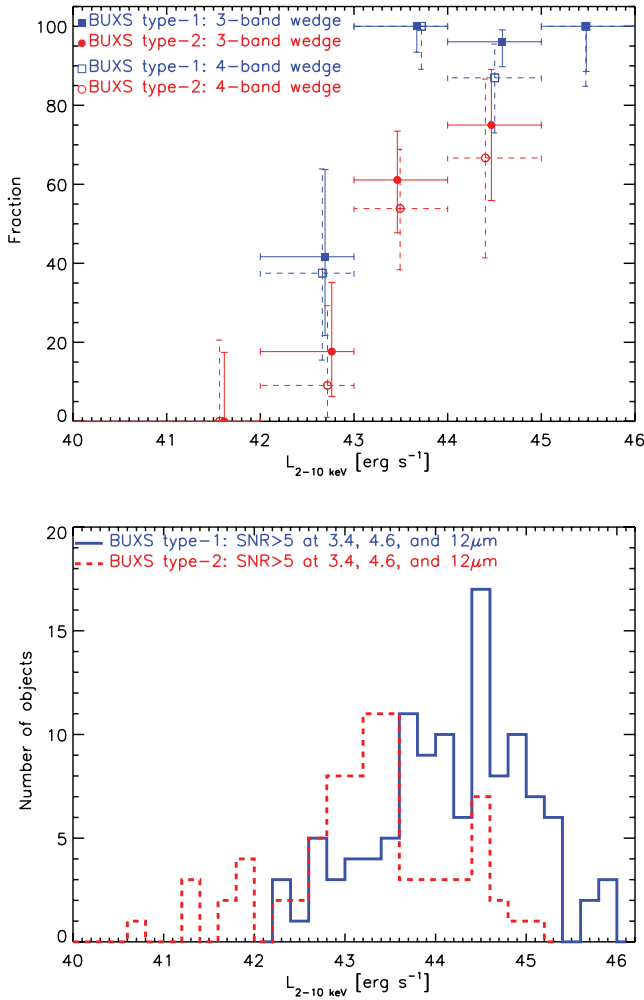 100
80
60
40
20
0
Fraction
BUXS type-1: 3-band wedge
BUXS type-2: 3-band wedge
BUXS type-1: 4-band wedge
BUXS type-2: 4-band wedge
40 41 42 43 44 45 46
L2-10 keV [erg s−1]
20
15
10
5
0
Number of objects
BUXS type-1: SNR>5 at 3.4, 4.6, and 12μm
BUXS type-2: SNR>5 at 3.4, 4.6, and 12μm
40 41 42 43 44 45 46
L2-10 keV [erg s−1]